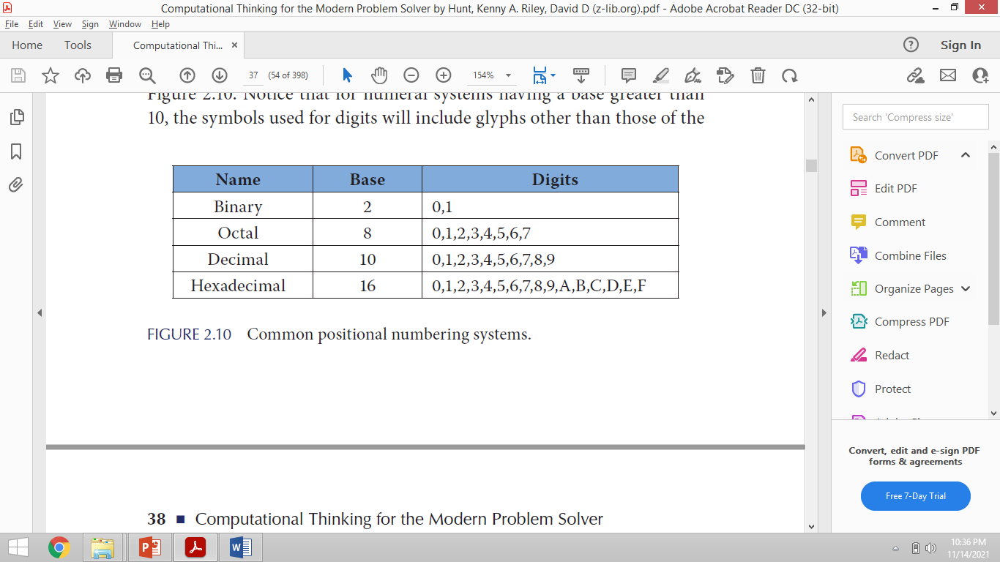 Computational Thinking for the Modern Problem Solver by Hunt, Kenny A. Riley, David D (z-lib.org).pdf - Adobe Acrobat Reader DC (32-bit)
File Edit View Sign Window Help
Home Tools Computational Thi... × ? Sign In
37 (54 of 398) 154%
Figure 2.10. Notice that for numeral systems having a base greater than
10, the symbols used for digits will include glyphs other than those of the
Name Base Digits
Binary 2 0,1
Octal 8 0,1,2,3,4,5,6,7
Decimal 10 0,1,2,3,4,5,6,7,8,9
Hexadecimal 16 0,1,2,3,4,5,6,7,8,9,A,B,C,D,E,F
FIGURE 2.10 Common positional numbering systems.
38 ■ Computational Thinking for the Modern Problem Solver
Search 'Compress size'
Convert PDF
Edit PDF
Comment
Combine Files
Organize Pages
Compress PDF
Redact
Protect
Convert, edit and e-sign PDF
forms & agreements
Free 7-Day Trial
10:36 PM
11/14/2021